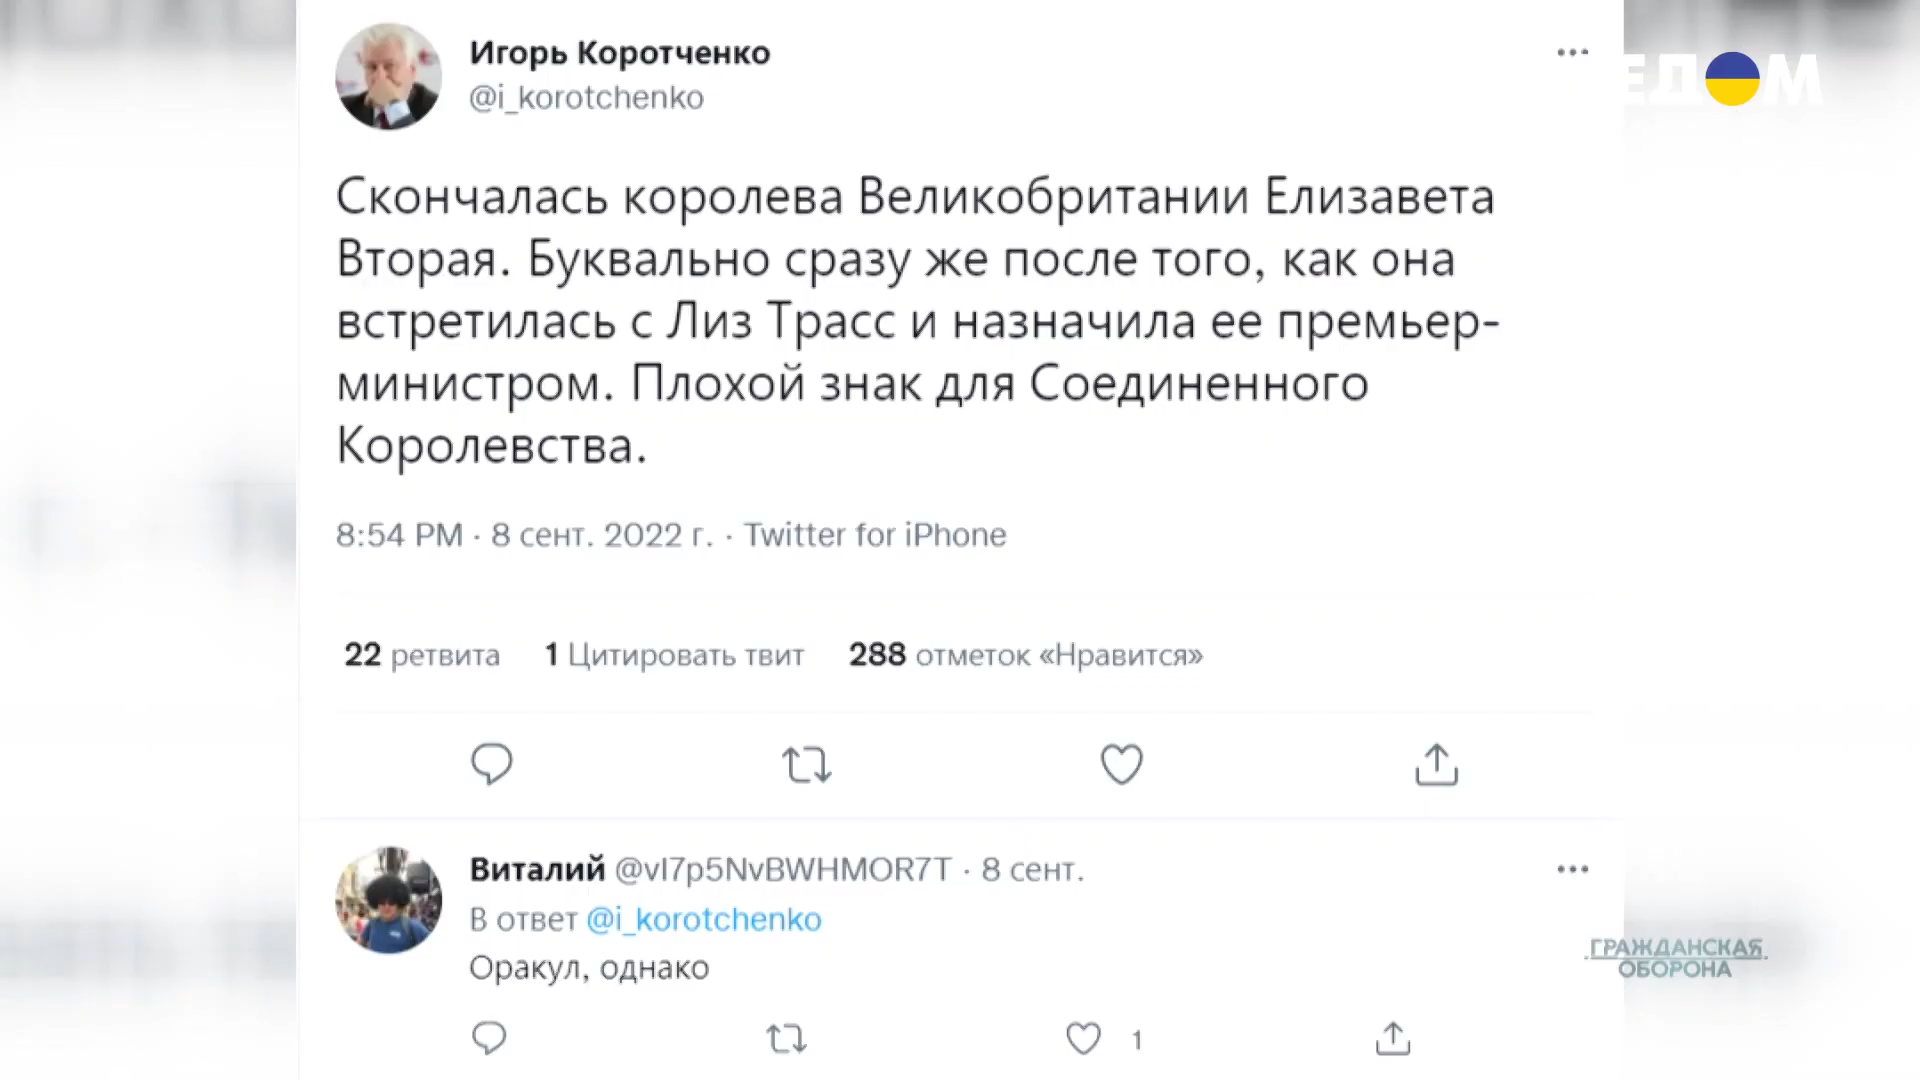 Игорь Коротченко
@i_korotchenko
ЕДОМ
Скончалась королева Великобритании Елизавета
Вторая. Буквально сразу же после того, как она
встретилась с Лиз Трасс и назначила ее премьер-
министром. Плохой знак для Соединенного
Королевства.
8:54 PM · 8 сент. 2022 г. · Twitter for iPhone
22 ретвита 1 Цитировать твит 288 отметок «Нравится»
Виталий @vI7p5NvBWHMOR7T · 8 сент.
В ответ @i_korotchenko
Оракул, однако
1
ГРАЖДАНСКАЯ
ОБОРОНА